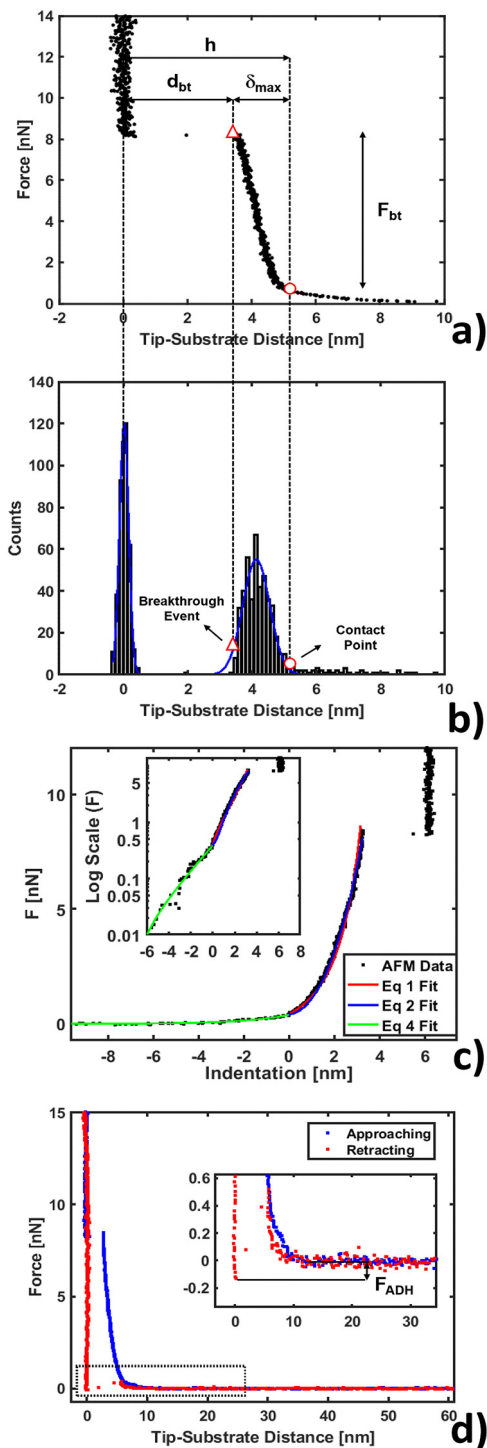 14
12
10
8
6
4
2
0
Force [nN]
h
d_bt
δ_max
F_bt
-2 0 2 4 6 8 10
Tip-Substrate Distance [nm]
a)
140
120
100
80
60
40
20
0
Counts
Breakthrough
Event
Contact
Point
-2 0 2 4 6 8 10
Tip-Substrate Distance [nm]
b)
10
5
0
F [nN]
5
1
0.5
0.1
0.05
0.01
Log Scale (F)
-6 -4 -2 0 2 4 6 8
AFM Data
Eq 1 Fit
Eq 2 Fit
Eq 4 Fit
-8 -6 -4 -2 0 2 4 6
Indentation [nm]
c)
15
10
5
0
Force [nN]
Approaching
Retracting
0.6
0.4
0.2
0
-0.2
F_ADH
0 10 20 30
0 10 20 30 40 50 60
Tip-Substrate Distance [nm]
d)